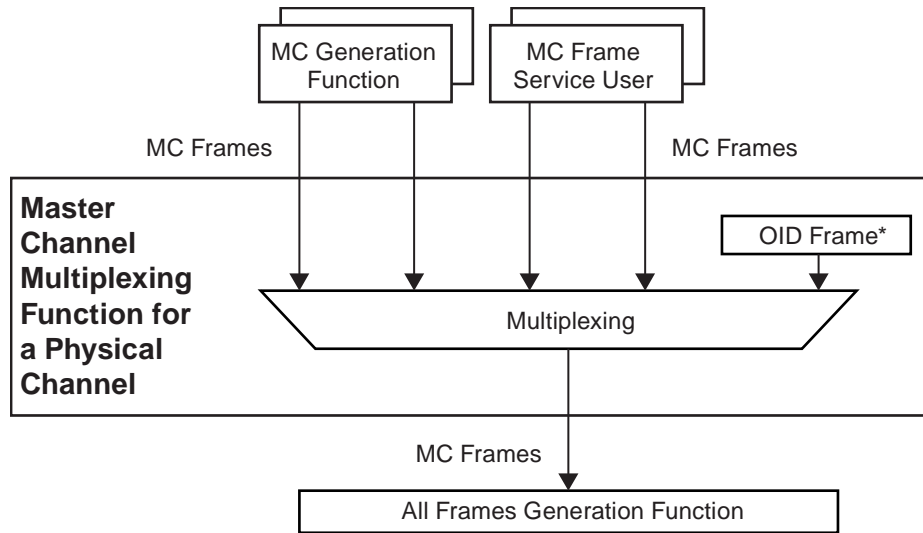 MC Generation
Function
MC Frame
Service User
MC Frames
MC Frames
Master
Channel
Multiplexing
Function for
a Physical
Channel
OID Frame*
Multiplexing
MC Frames
All Frames Generation Function